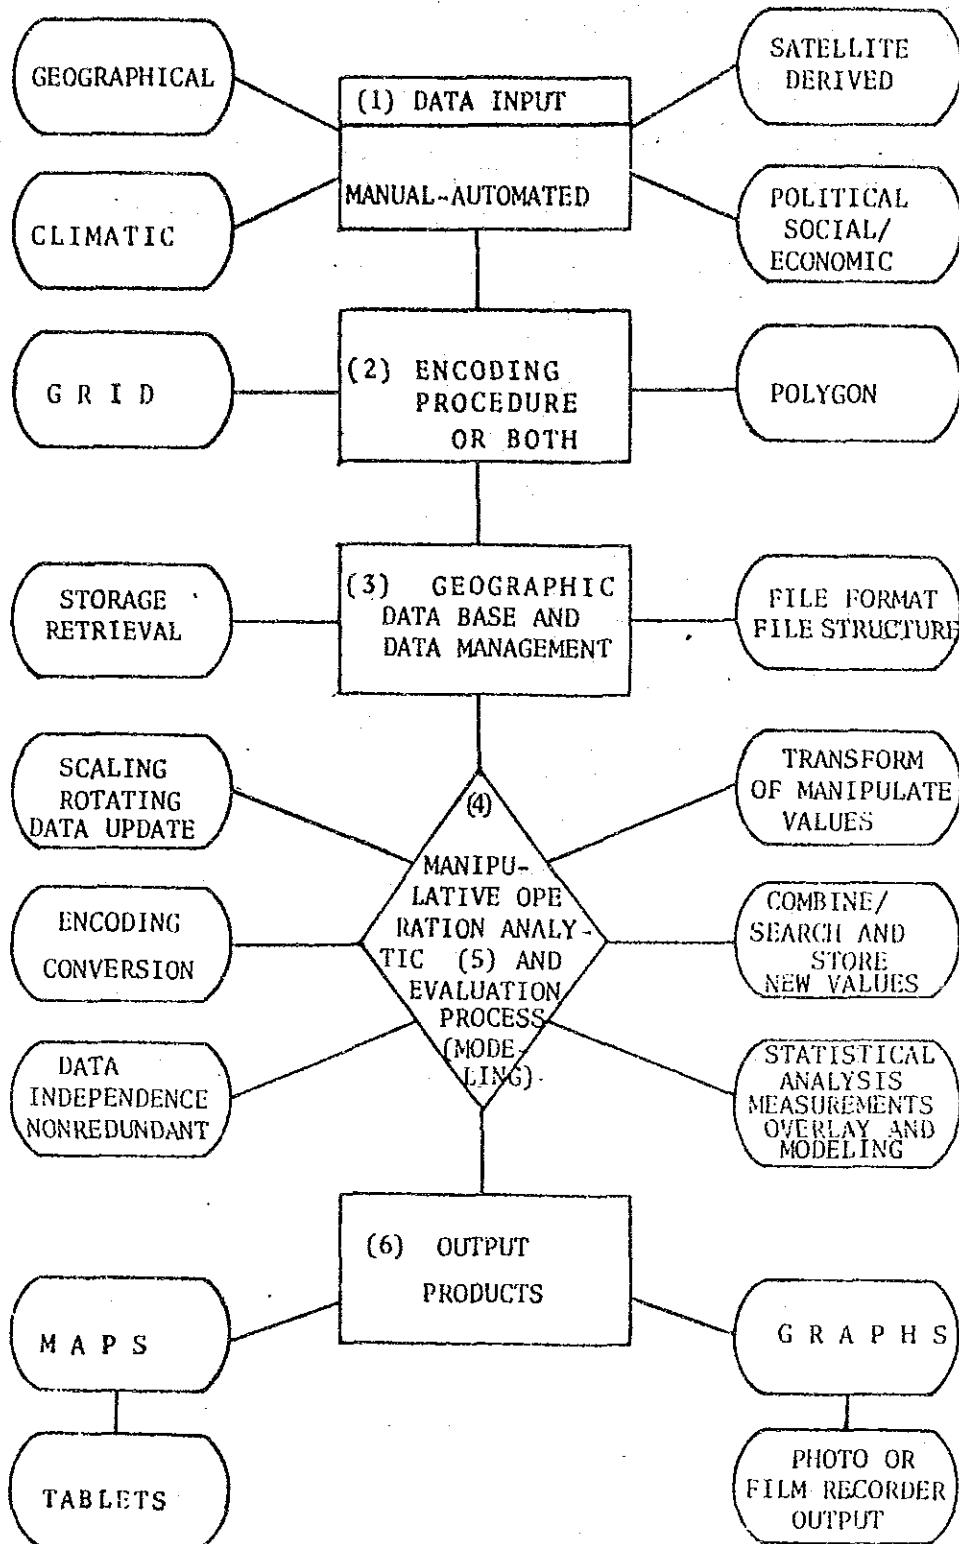 GEOGRAPHICAL
SATELLITE
DERIVED
(1) DATA INPUT
MANUAL-AUTOMATED
CLIMATIC
POLITICAL
SOCIAL/
ECONOMIC
G R I D
(2) ENCODING
PROCEDURE
OR BOTH
POLYGON
STORAGE
RETRIEVAL
(3) GEOGRAPHIC
DATA BASE AND
DATA MANAGEMENT
FILE FORMAT
FILE STRUCTURE
SCALING
ROTATING
DATA UPDATE
TRANSFORM
OF MANIPULATE
VALUES
(4)
MANIPU-
LATIVE OPE
RATION ANALY-
TIC (5) AND
EVALUATION
PROCESS
(MODE-
LING)
ENCODING
CONVERSION
COMBINE/
SEARCH AND
STORE
NEW VALUES
DATA
INDEPENDENCE
NONREDUNDANT
STATISTICAL
ANALYSIS
MEASUREMENTS
OVERLAY AND
MODELING
(6) OUTPUT
PRODUCTS
M A P S
G R A P H S
TABLETS
PHOTO OR
FILM RECORDER
OUTPUT